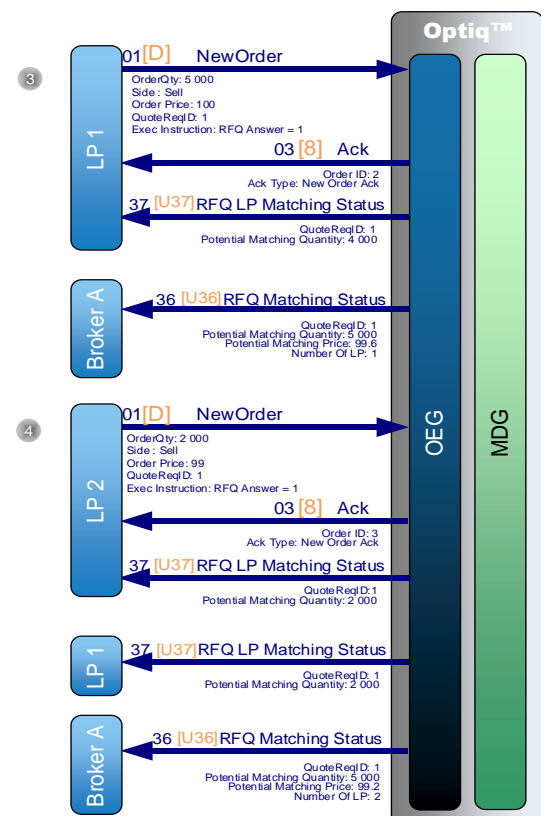 Optiq™
OEG
MDG
3
LP 1
01[D] NewOrder
OrderQty: 5 000
Side : Sell
Order Price: 100
QuoteReqID: 1
Exec Instruction: RFQ Answer = 1
03 [8] Ack
Order ID: 2
Ack Type: New Order Ack
37 [U37]RFQ LP Matching Status
QuoteReqID: 1
Potential Matching Quantity: 4 000
Broker A
36 [U36]RFQ Matching Status
QuoteReqID: 1
Potential Matching Quantity: 5 000
Potential Matching Price: 99.6
Number Of LP: 1
4
LP 2
01[D] NewOrder
OrderQty: 2 000
Side : Sell
Order Price: 99
QuoteReqID: 1
Exec Instruction: RFQ Answer = 1
03 [8] Ack
Order ID: 3
Ack Type: New Order Ack
37 [U37]RFQ LP Matching Status
QuoteReqID:1
Potential Matching Quantity: 2 000
LP 1
37 [U37]RFQ LP Matching Status
QuoteReqID: 1
Potential Matching Quantity: 2 000
Broker A
36 [U36]RFQ Matching Status
QuoteReqID: 1
Potential Matching Quantity: 5 000
Potential Matching Price: 99.2
Number Of LP: 2